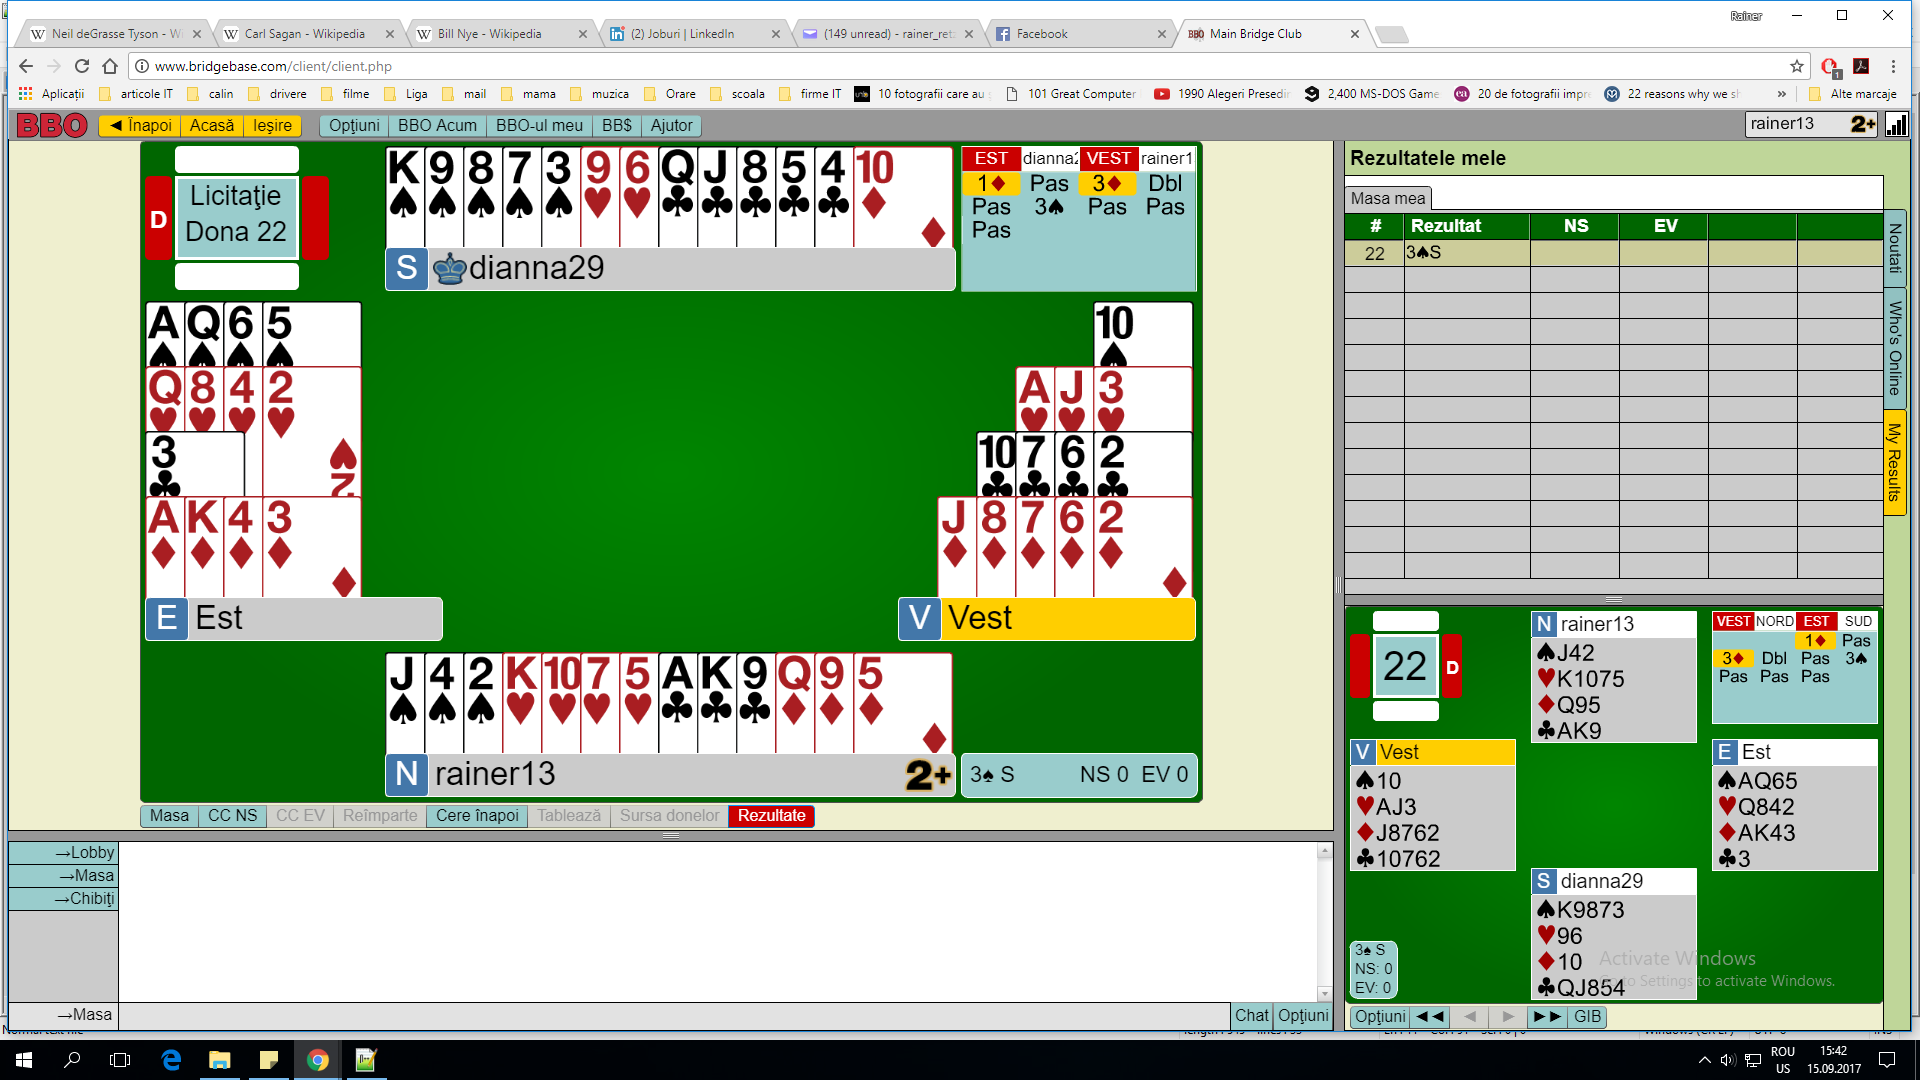 Rainer
Neil deGrasse Tyson - W
Carl Sagan - Wikipedia
Bill Nye - Wikipedia
(2) Joburi | LinkedIn
(149 unread) - rainer_ret
Facebook
Main Bridge Club
www.bridgebase.com/client/client.php
Aplicații
articole IT
calin
drivere
filme
Liga
mail
mama
muzica
Orare
scoala
firme IT
10 fotografii care au
101 Great Computer
1990 Alegeri Presedin
2,400 MS-DOS Game
20 de fotografii impre
22 reasons why we sh
»
Alte marcaje
BBO
◄ Înapoi
Acasă
Ieşire
Opţiuni
BBO Acum
BBO-ul meu
BB$
Ajutor
rainer13 2+
D
Licitaţie
Dona 22
K 9 8 7 3 9 6 Q J 8 5 4 10
S dianna29
EST dianna2 VEST rainer1
1♦ Pas 3♦ Dbl
Pas 3♠ Pas Pas
Pas
A Q 6 5
Q 8 4 2
3
A K 4 3
E Est
10
A J 3
10 7 6 2
J 8 7 6 2
V Vest
J 4 2 K 10 7 5 A K 9 Q 9 5
N rainer13 2+
3♠ S NS 0 EV 0
Masa
CC NS
CC EV
Reîmparte
Cere înapoi
Tablează
Sursa donelor
Rezultate
→Lobby
→Masa
→Chibiţi
→Masa
Chat
Opţiuni
Rezultatele mele
Masa mea
# Rezultat NS EV
22 3♠S
Noutati
Who's Online
My Results
22
D
N rainer13
♠J42
♥K1075
♦Q95
♣AK9
VEST NORD EST SUD
1♦ Pas
3♦ Dbl Pas 3♠
Pas Pas Pas
V Vest
♠10
♥AJ3
♦J8762
♣10762
E Est
♠AQ65
♥Q842
♦AK43
♣3
S dianna29
♠K9873
♥96
♦10
♣QJ854
3♠ S
NS: 0
EV: 0
Activate Windows
Go to Settings to activate Windows.
Opţiuni
GIB
ROU
US
15:42
15.09.2017